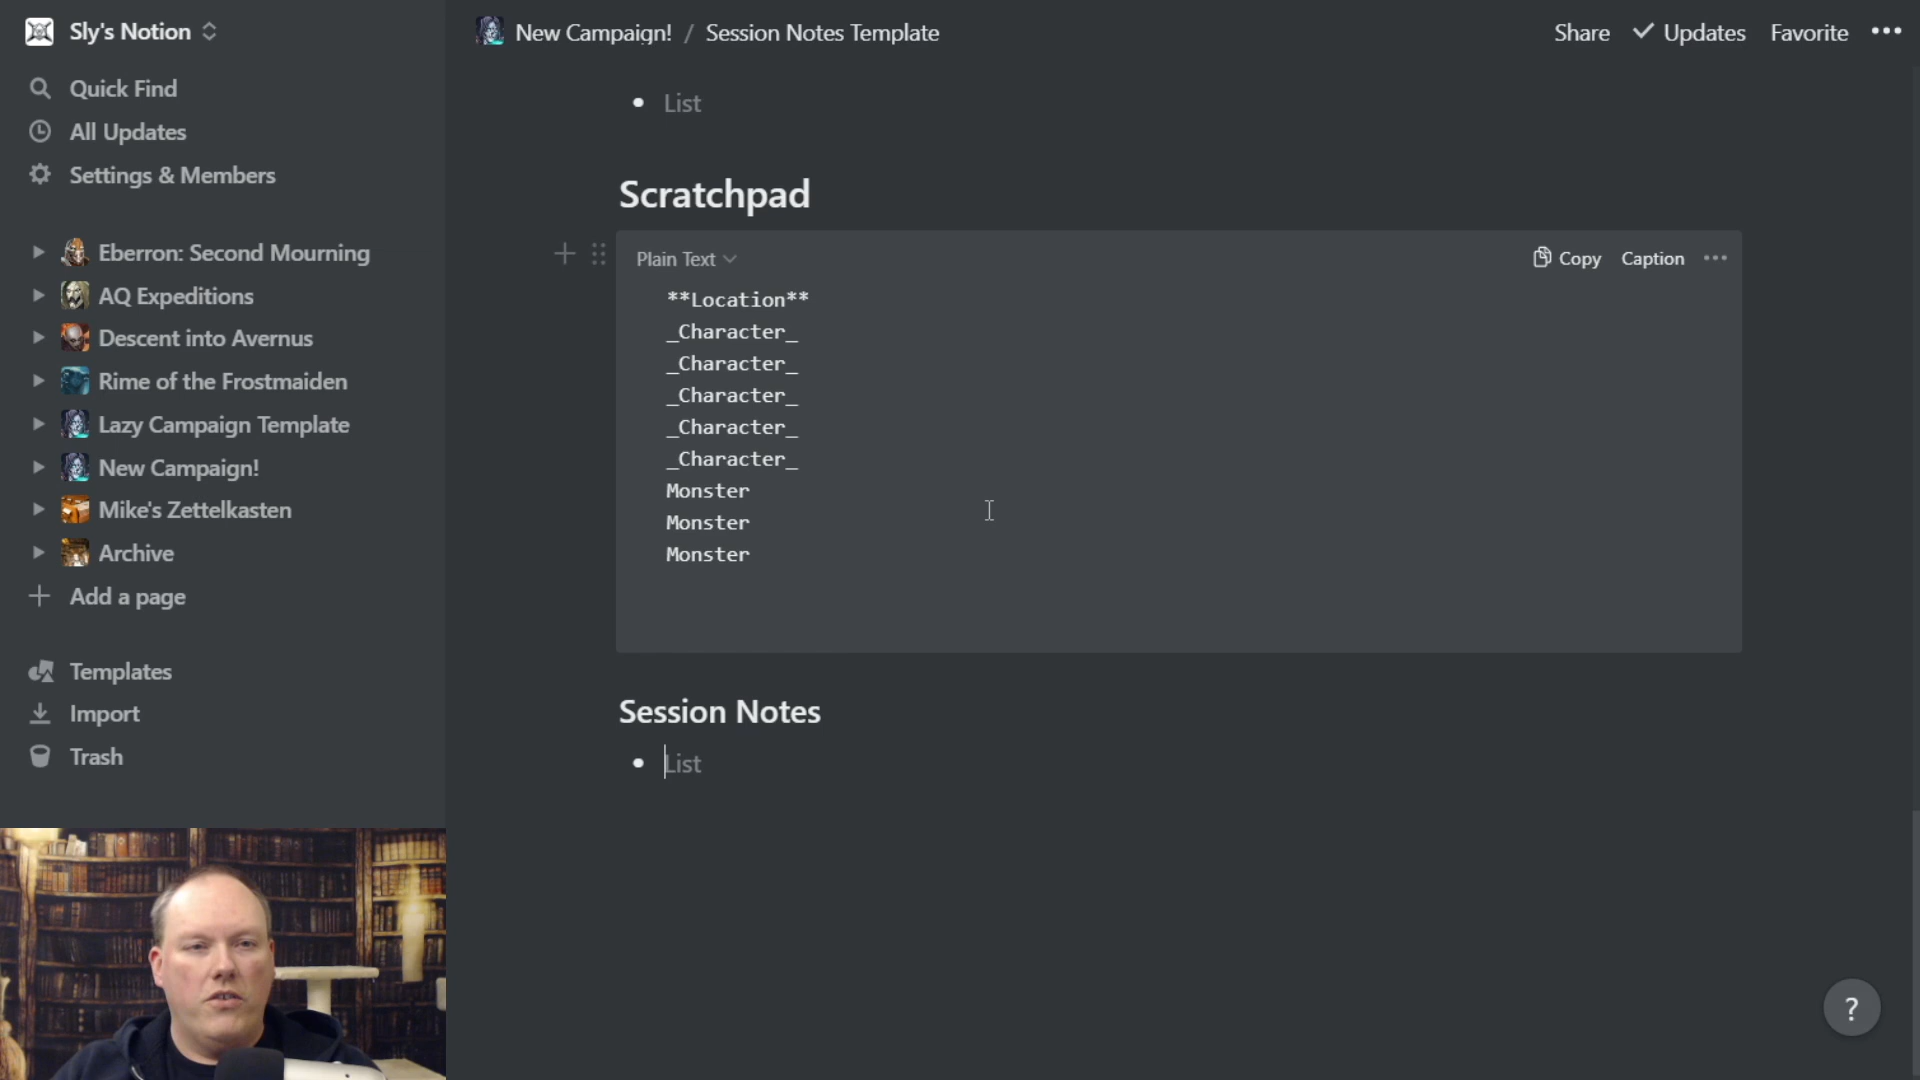 Sly's Notion
Quick Find
All Updates
Settings & Members
Eberron: Second Mourning
AQ Expeditions
Descent into Avernus
Rime of the Frostmaiden
Lazy Campaign Template
New Campaign!
Mike's Zettelkasten
Archive
Add a page
Templates
Import
Trash
New Campaign! / Session Notes Template
Share
Updates
Favorite
List
Scratchpad
Plain Text
Copy
Caption
**Location**
_Character_
_Character_
_Character_
_Character_
_Character_
Monster
Monster
Monster
Session Notes
List
?